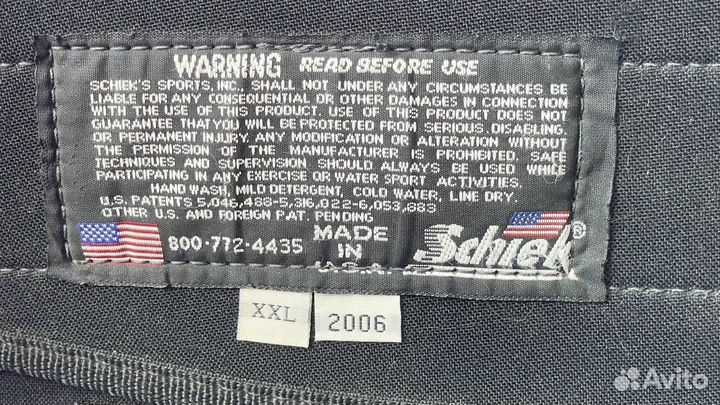 WARNING READ BEFORE USE
SCHIEK'S SPORTS, INC. SHALL NOT UNDER ANY CIRCUMSTANCES BE
LIABLE FOR ANY CONSEQUENTIAL OR OTHER DAMAGES IN CONNECTION
WITH THE USE OF THIS PRODUCT. USE OF THIS PRODUCT DOES NOT
GUARANTEE THAT YOU WILL BE PROTECTED FROM SERIOUS, DISABLING,
OR PERMANENT INJURY. ANY MODIFICATION OR ALTERATION WITHOUT
THE PERMISSION OF THE MANUFACTURER IS PROHIBITED. SAFE
TECHNIQUES AND SUPERVISION SHOULD ALWAYS BE USED WHILE
PARTICIPATING IN ANY EXERCISE OR WATER SPORT ACTIVITIES.
HAND WASH, MILD DETERGENT, COLD WATER, LINE DRY.
U.S. PATENTS 5,046,488-5,316,022-6,053,883
OTHER U.S. AND FOREIGN PAT. PENDING
800-772-4435
MADE
IN
U.S.A.
Schiek®
XXL
2006
Avito